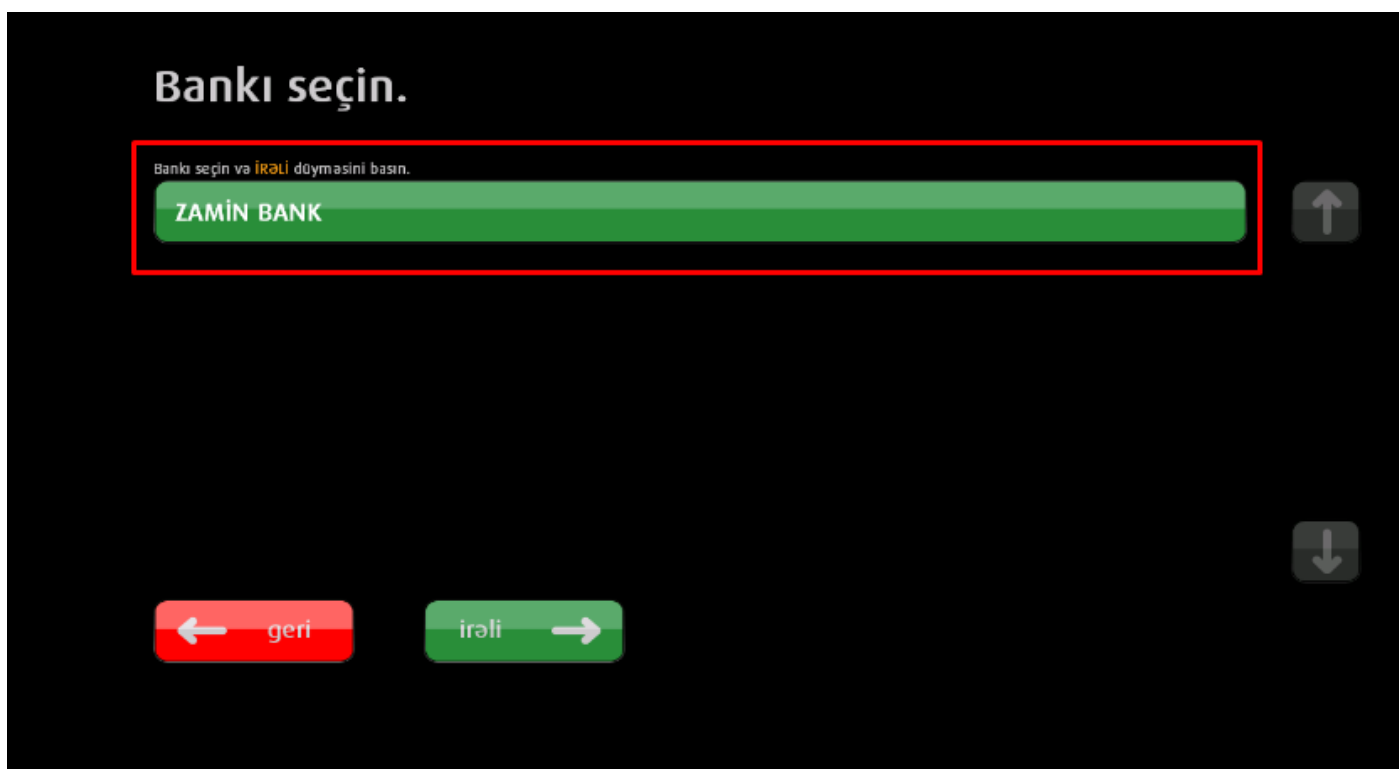 Bankı seçin.
Bankı seçin və İRƏLİ düyməsini basın.
ZAMİN BANK
geri
irəli